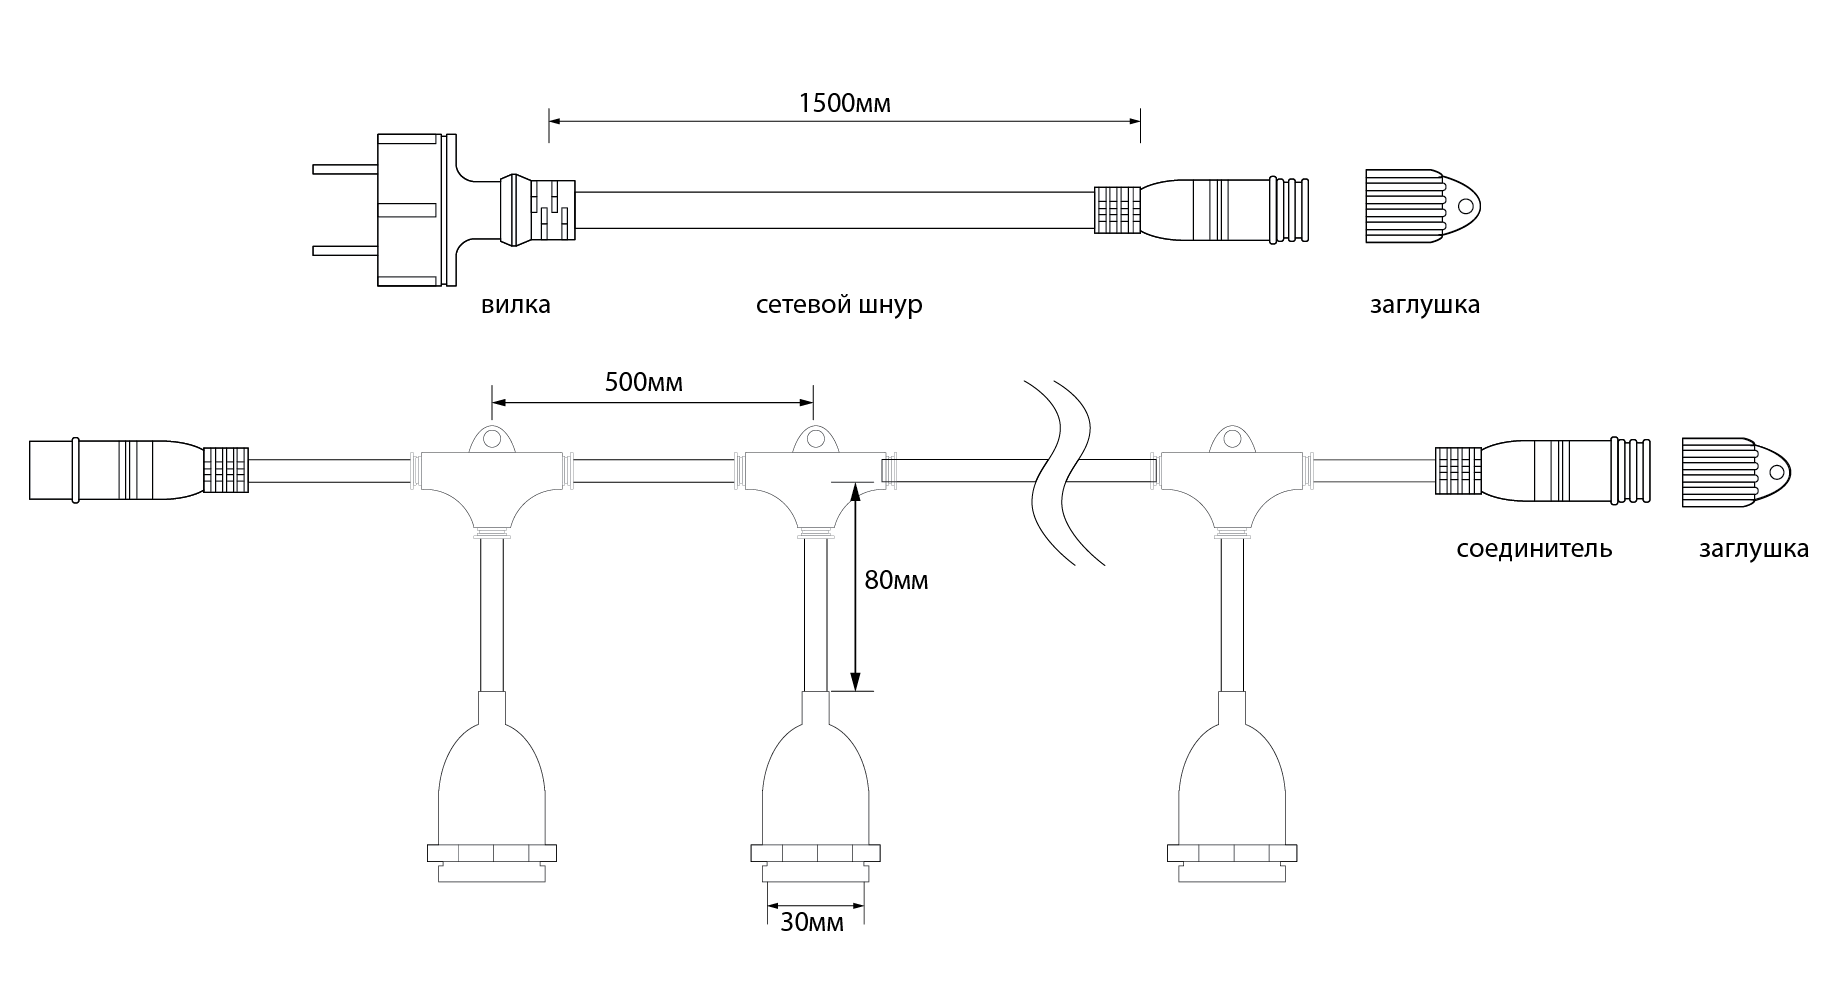 1500мм
вилка
сетевой шнур
заглушка
500мм
соединитель
заглушка
80мм
30мм